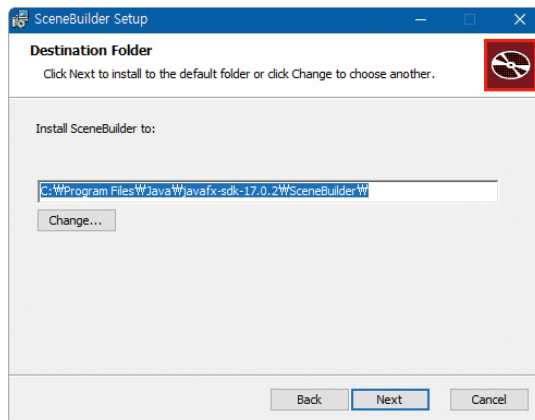 SceneBuilder Setup
Destination Folder
Click Next to install to the default folder or click Change to choose another.
Install SceneBuilder to:
C:₩Program Files₩Java₩javafx-sdk-17.0.2₩SceneBuilder₩
Change...
Back Next Cancel